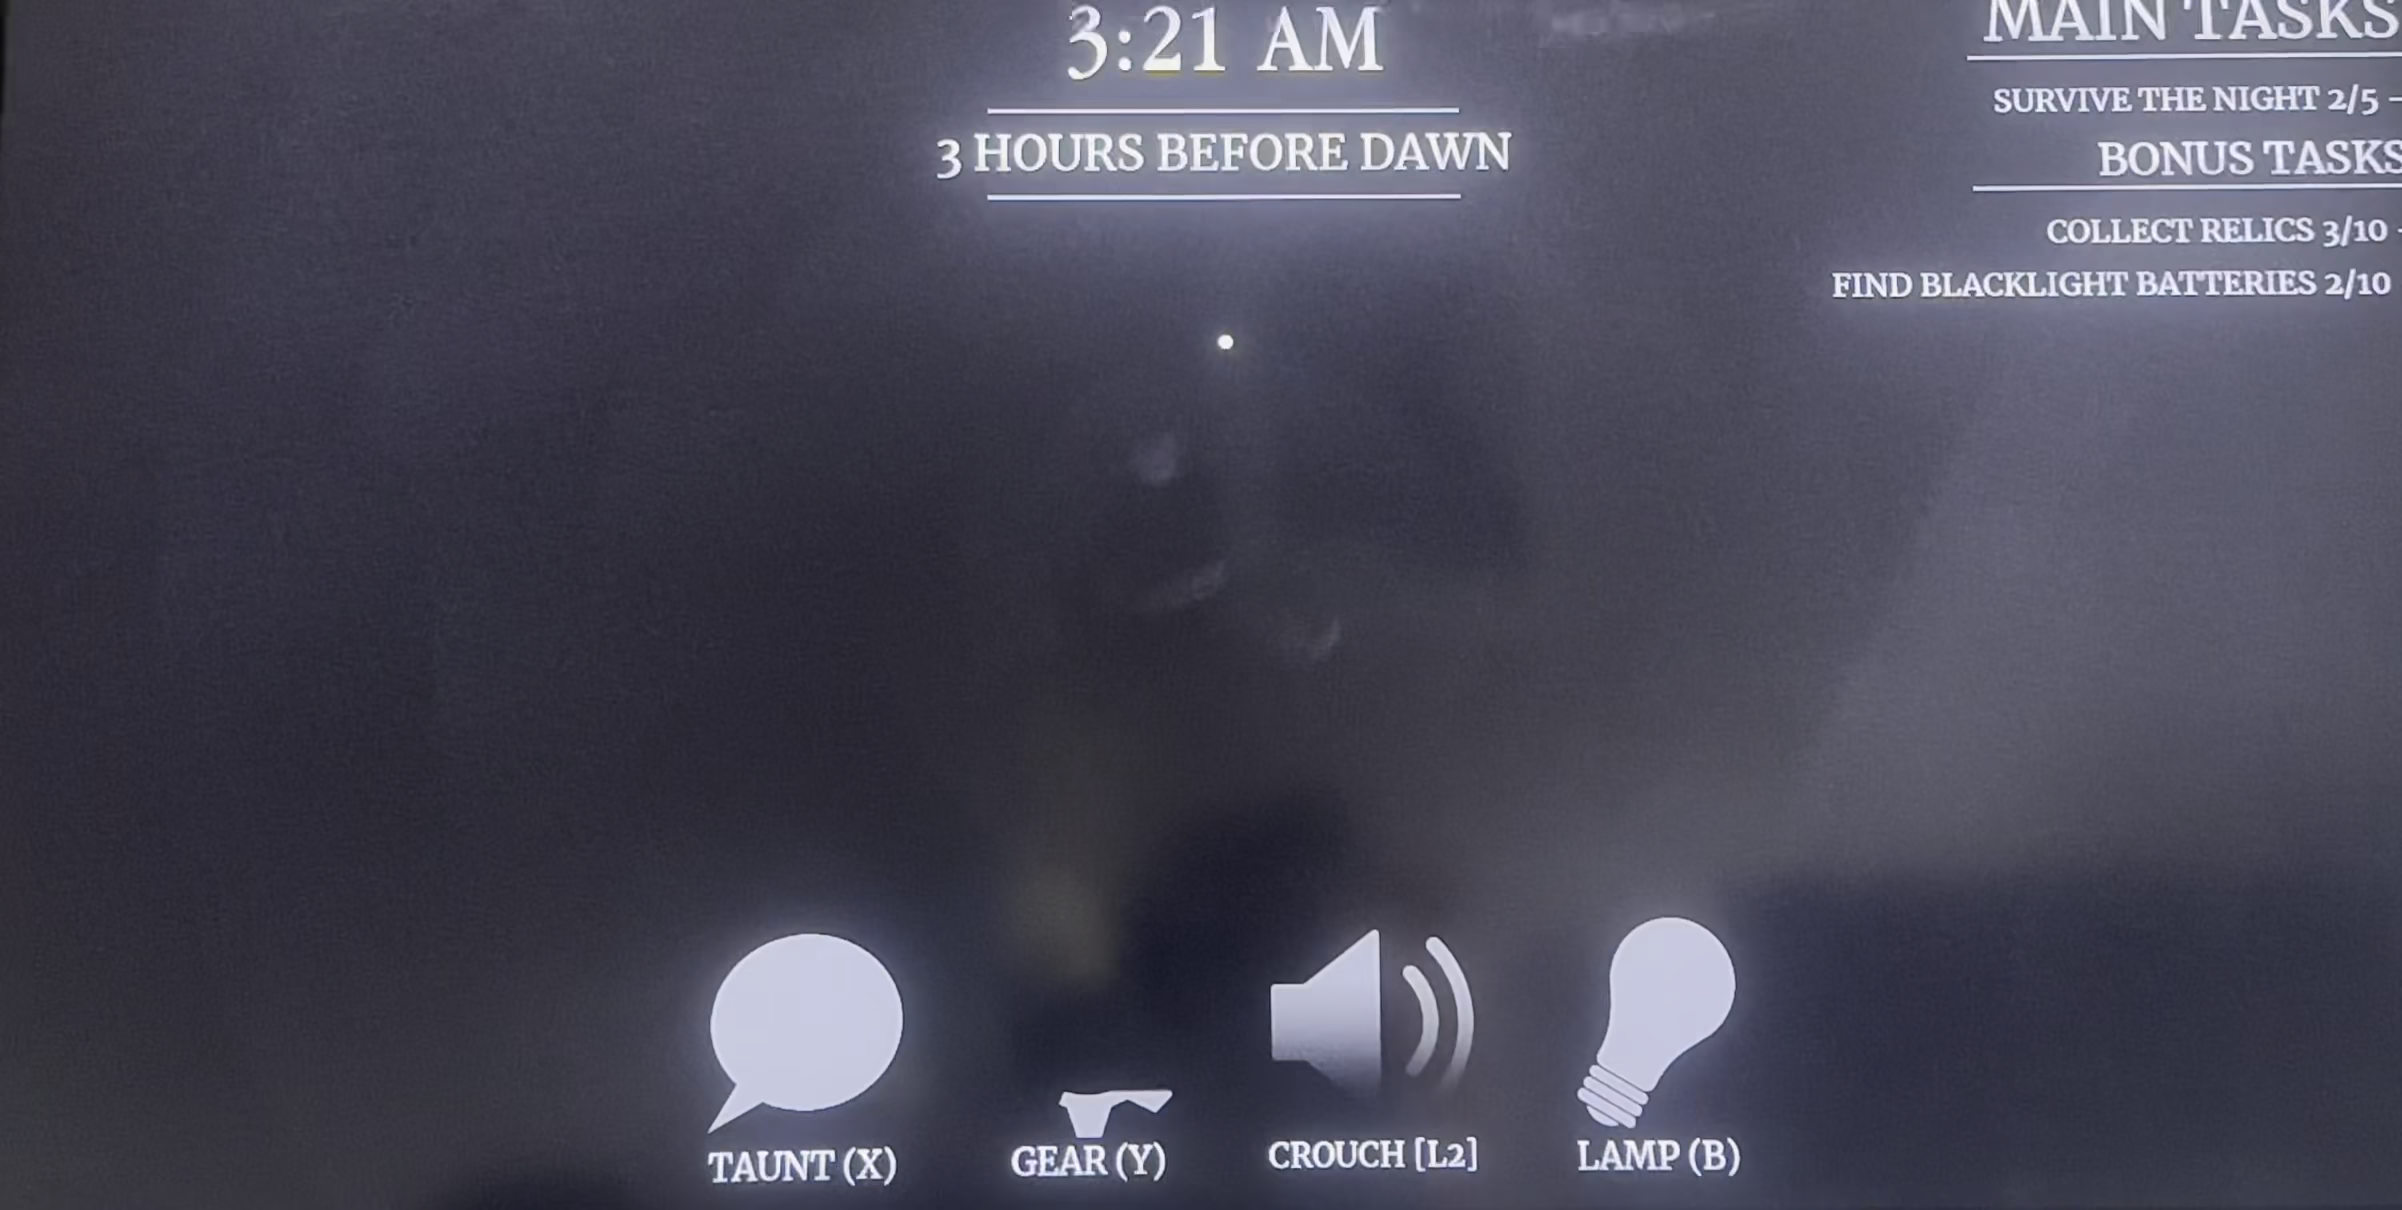 3:21 AM
3 HOURS BEFORE DAWN
MAIN TASKS
SURVIVE THE NIGHT 2/5 -
BONUS TASKS
COLLECT RELICS 3/10 -
FIND BLACKLIGHT BATTERIES 2/10
TAUNT (X)
GEAR (Y)
CROUCH [L2]
LAMP (B)